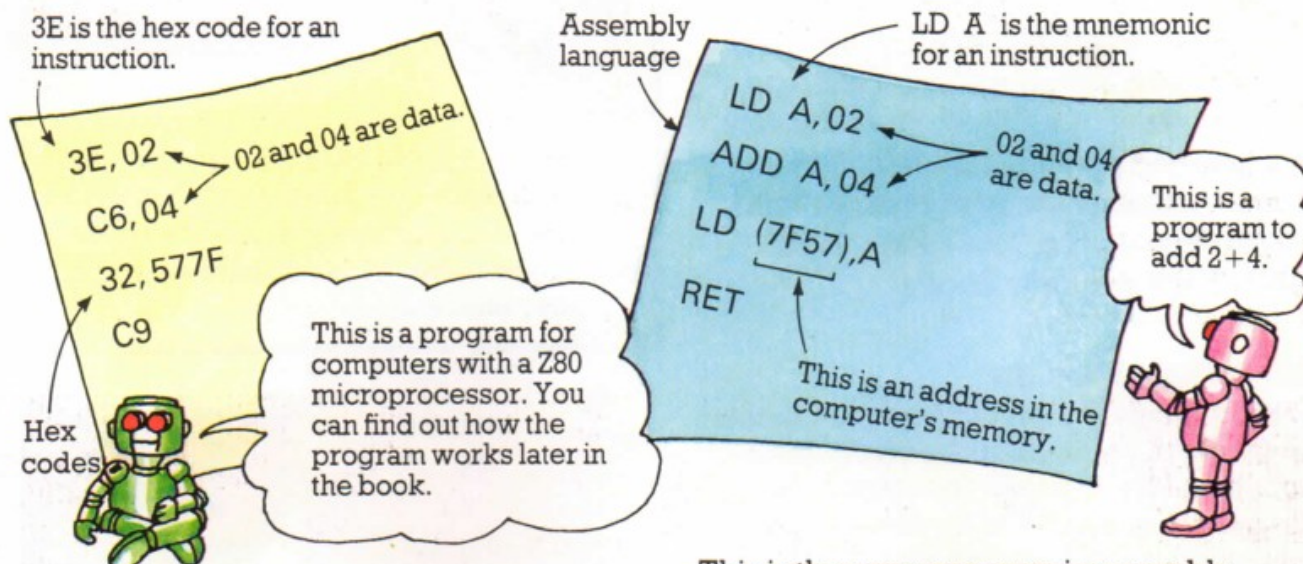 3E is the hex code for an
instruction.
3E, 02
C6, 04
32, 577F
C9
02 and 04 are data.
Hex
codes
This is a program for
computers with a Z80
microprocessor. You
can find out how the
program works later in
the book.
Assembly
language
LD A is the mnemonic
for an instruction.
LD A, 02
ADD A, 04
LD (7F57),A
RET
02 and 04
are data.
This is an address in the
computer's memory.
This is a
program to
add 2+4.